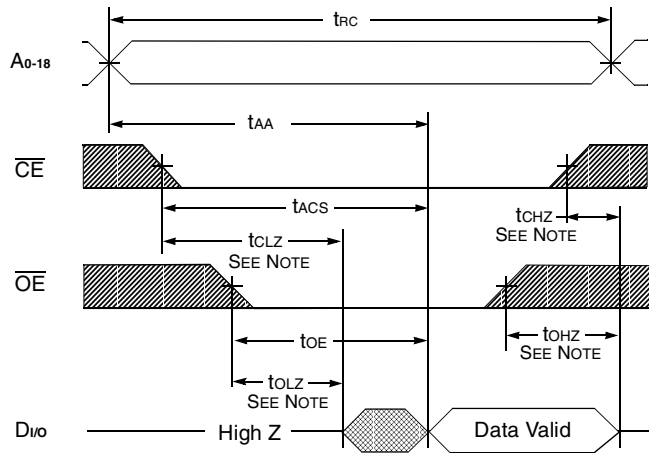 tRC
A0-18
tAA
CE
tACS
tCHZ
SEE NOTE
tCLZ
SEE NOTE
OE
tOE
tOHZ
SEE NOTE
tOLZ
SEE NOTE
DI/O
High Z
Data Valid